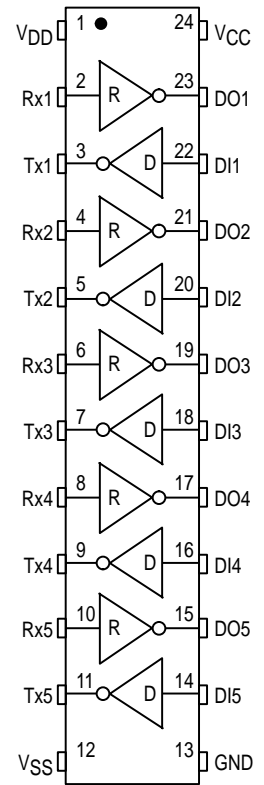 VDD 1 24 VCC
Rx1 2 R 23 DO1
Tx1 3 D 22 DI1
Rx2 4 R 21 DO2
Tx2 5 D 20 DI2
Rx3 6 R 19 DO3
Tx3 7 D 18 DI3
Rx4 8 R 17 DO4
Tx4 9 D 16 DI4
Rx5 10 R 15 DO5
Tx5 11 D 14 DI5
VSS 12 13 GND